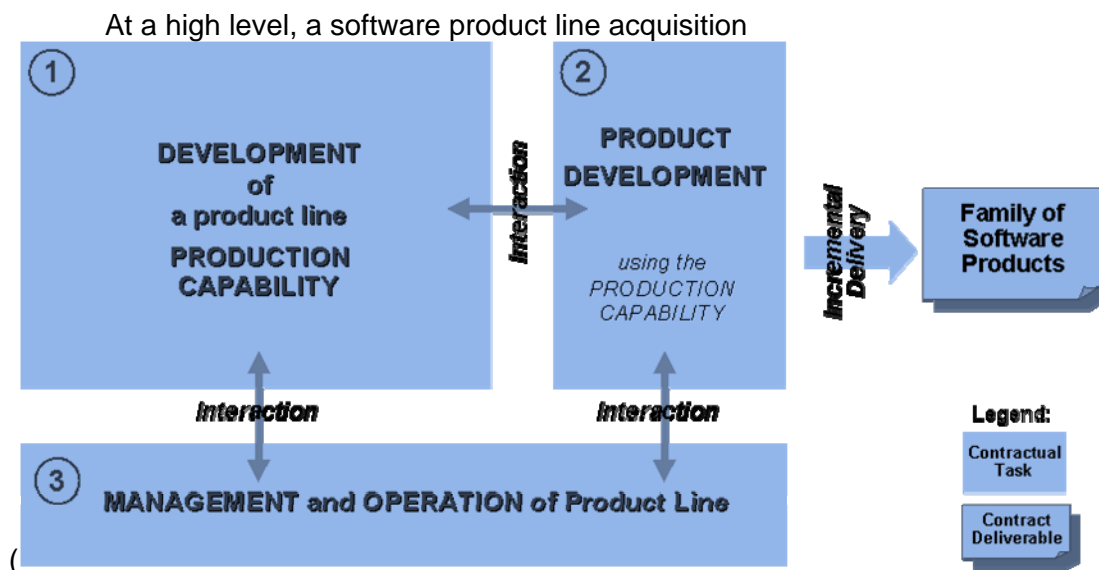 At a high level, a software product line acquisition
1
DEVELOPMENT
of
a product line
PRODUCTION
CAPABILITY
Interaction
2
PRODUCT
DEVELOPMENT
using the
PRODUCTION
CAPABILITY
Incremental
Delivery
Family of
Software
Products
Interaction
Interaction
3
MANAGEMENT and OPERATION of Product Line
Legend:
Contractual
Task
Contract
Deliverable
(